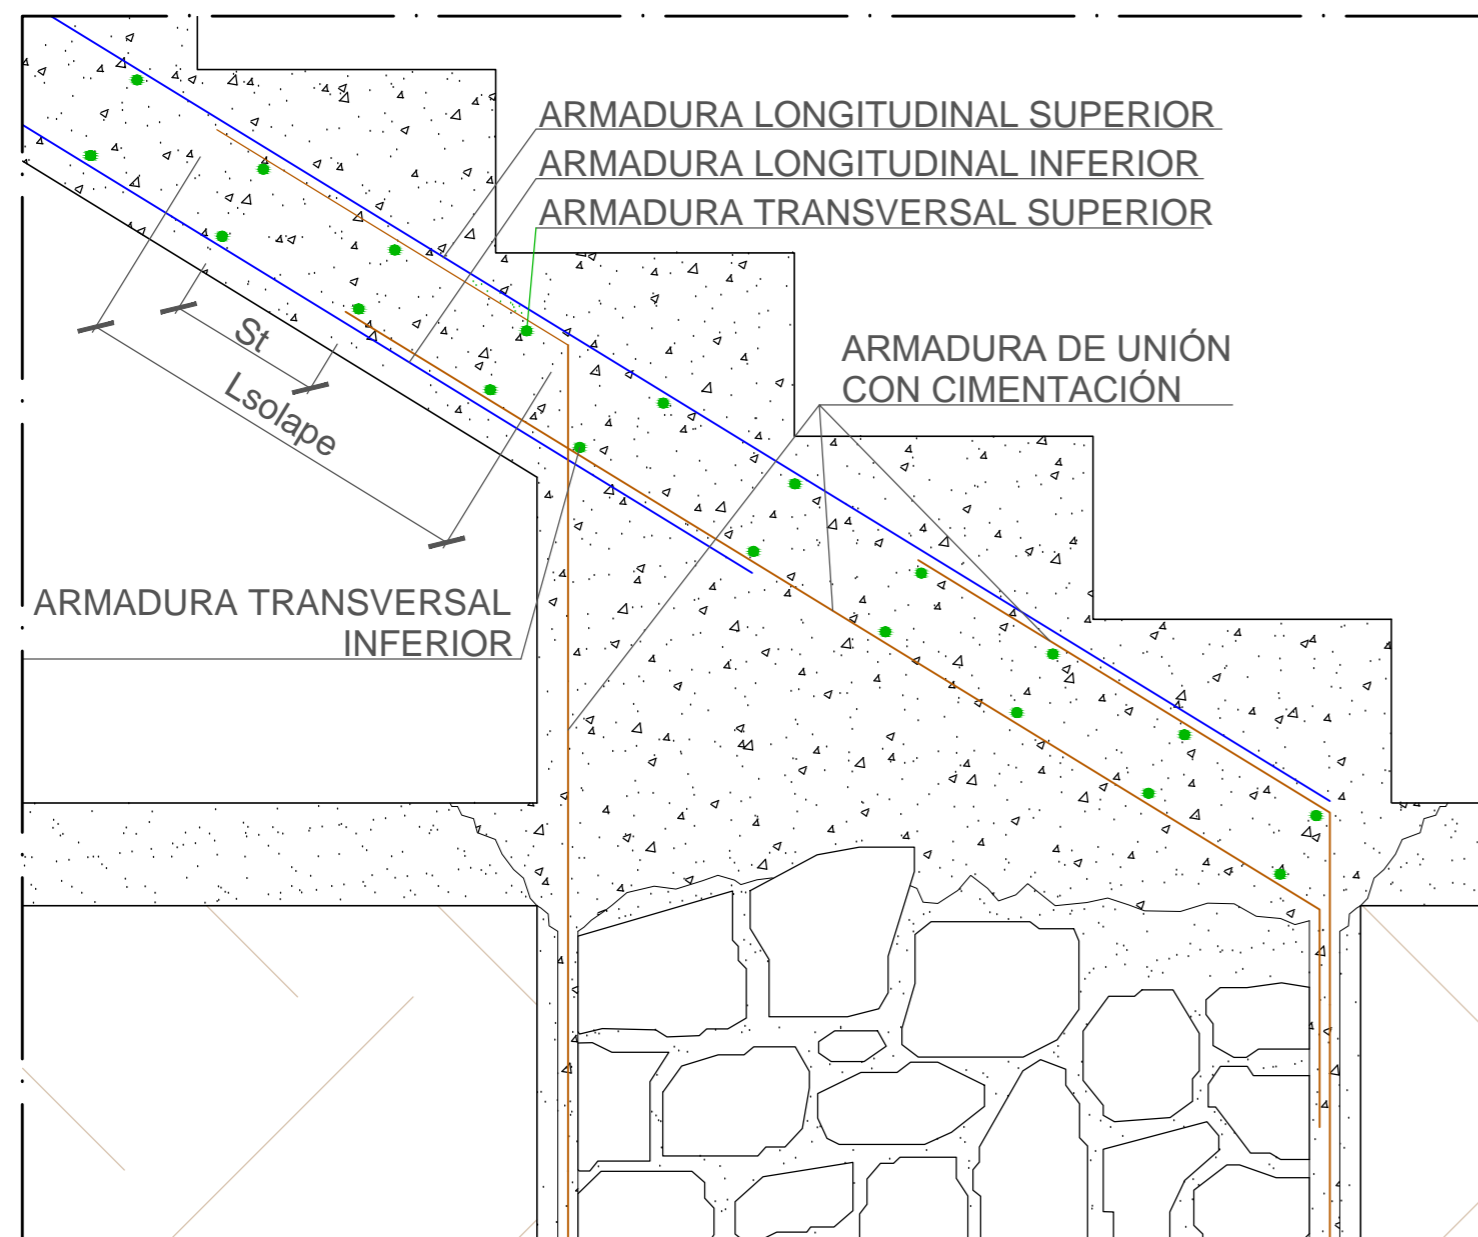 ARMADURA LONGITUDINAL SUPERIOR
ARMADURA LONGITUDINAL INFERIOR
ARMADURA TRANSVERSAL SUPERIOR
St
Lsolape
ARMADURA DE UNIÓN
CON CIMENTACIÓN
ARMADURA TRANSVERSAL
INFERIOR